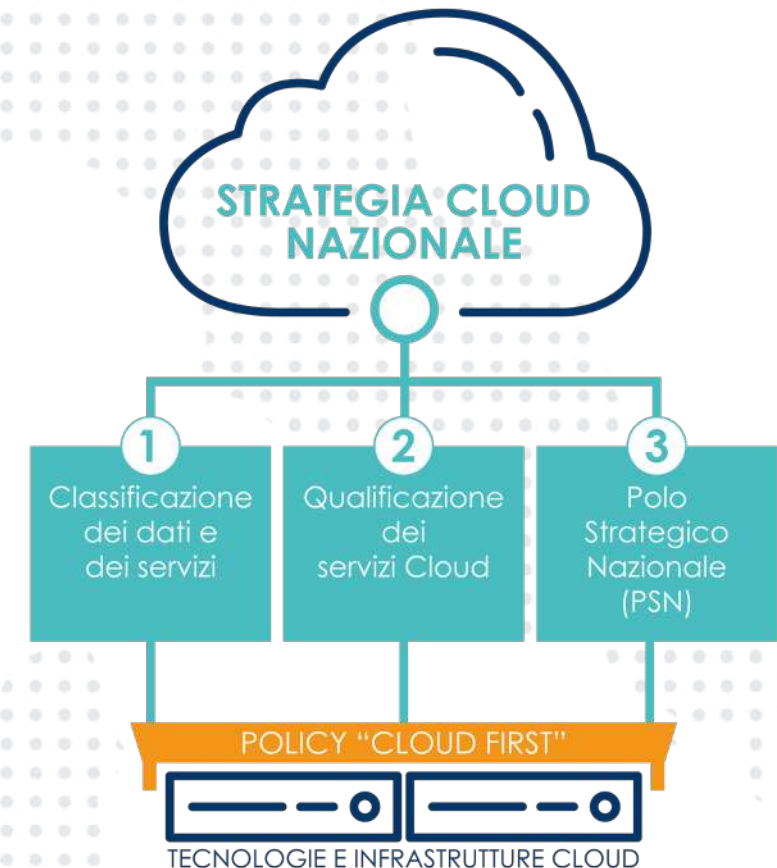 STRATEGIA CLOUD
NAZIONALE
1
Classificazione
dei dati e
dei servizi
2
Qualificazione
dei
servizi Cloud
3
Polo
Strategico
Nazionale
(PSN)
POLICY “CLOUD FIRST”
TECNOLOGIE E INFRASTRUTTURE CLOUD